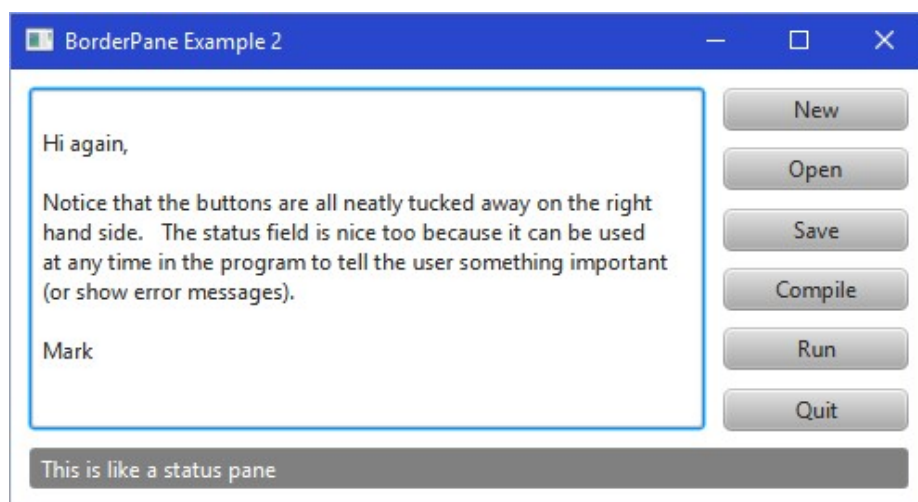 BorderPane Example 2
Hi again,
Notice that the buttons are all neatly tucked away on the right
hand side.   The status field is nice too because it can be used
at any time in the program to tell the user something important
(or show error messages).
Mark
New
Open
Save
Compile
Run
Quit
This is like a status pane